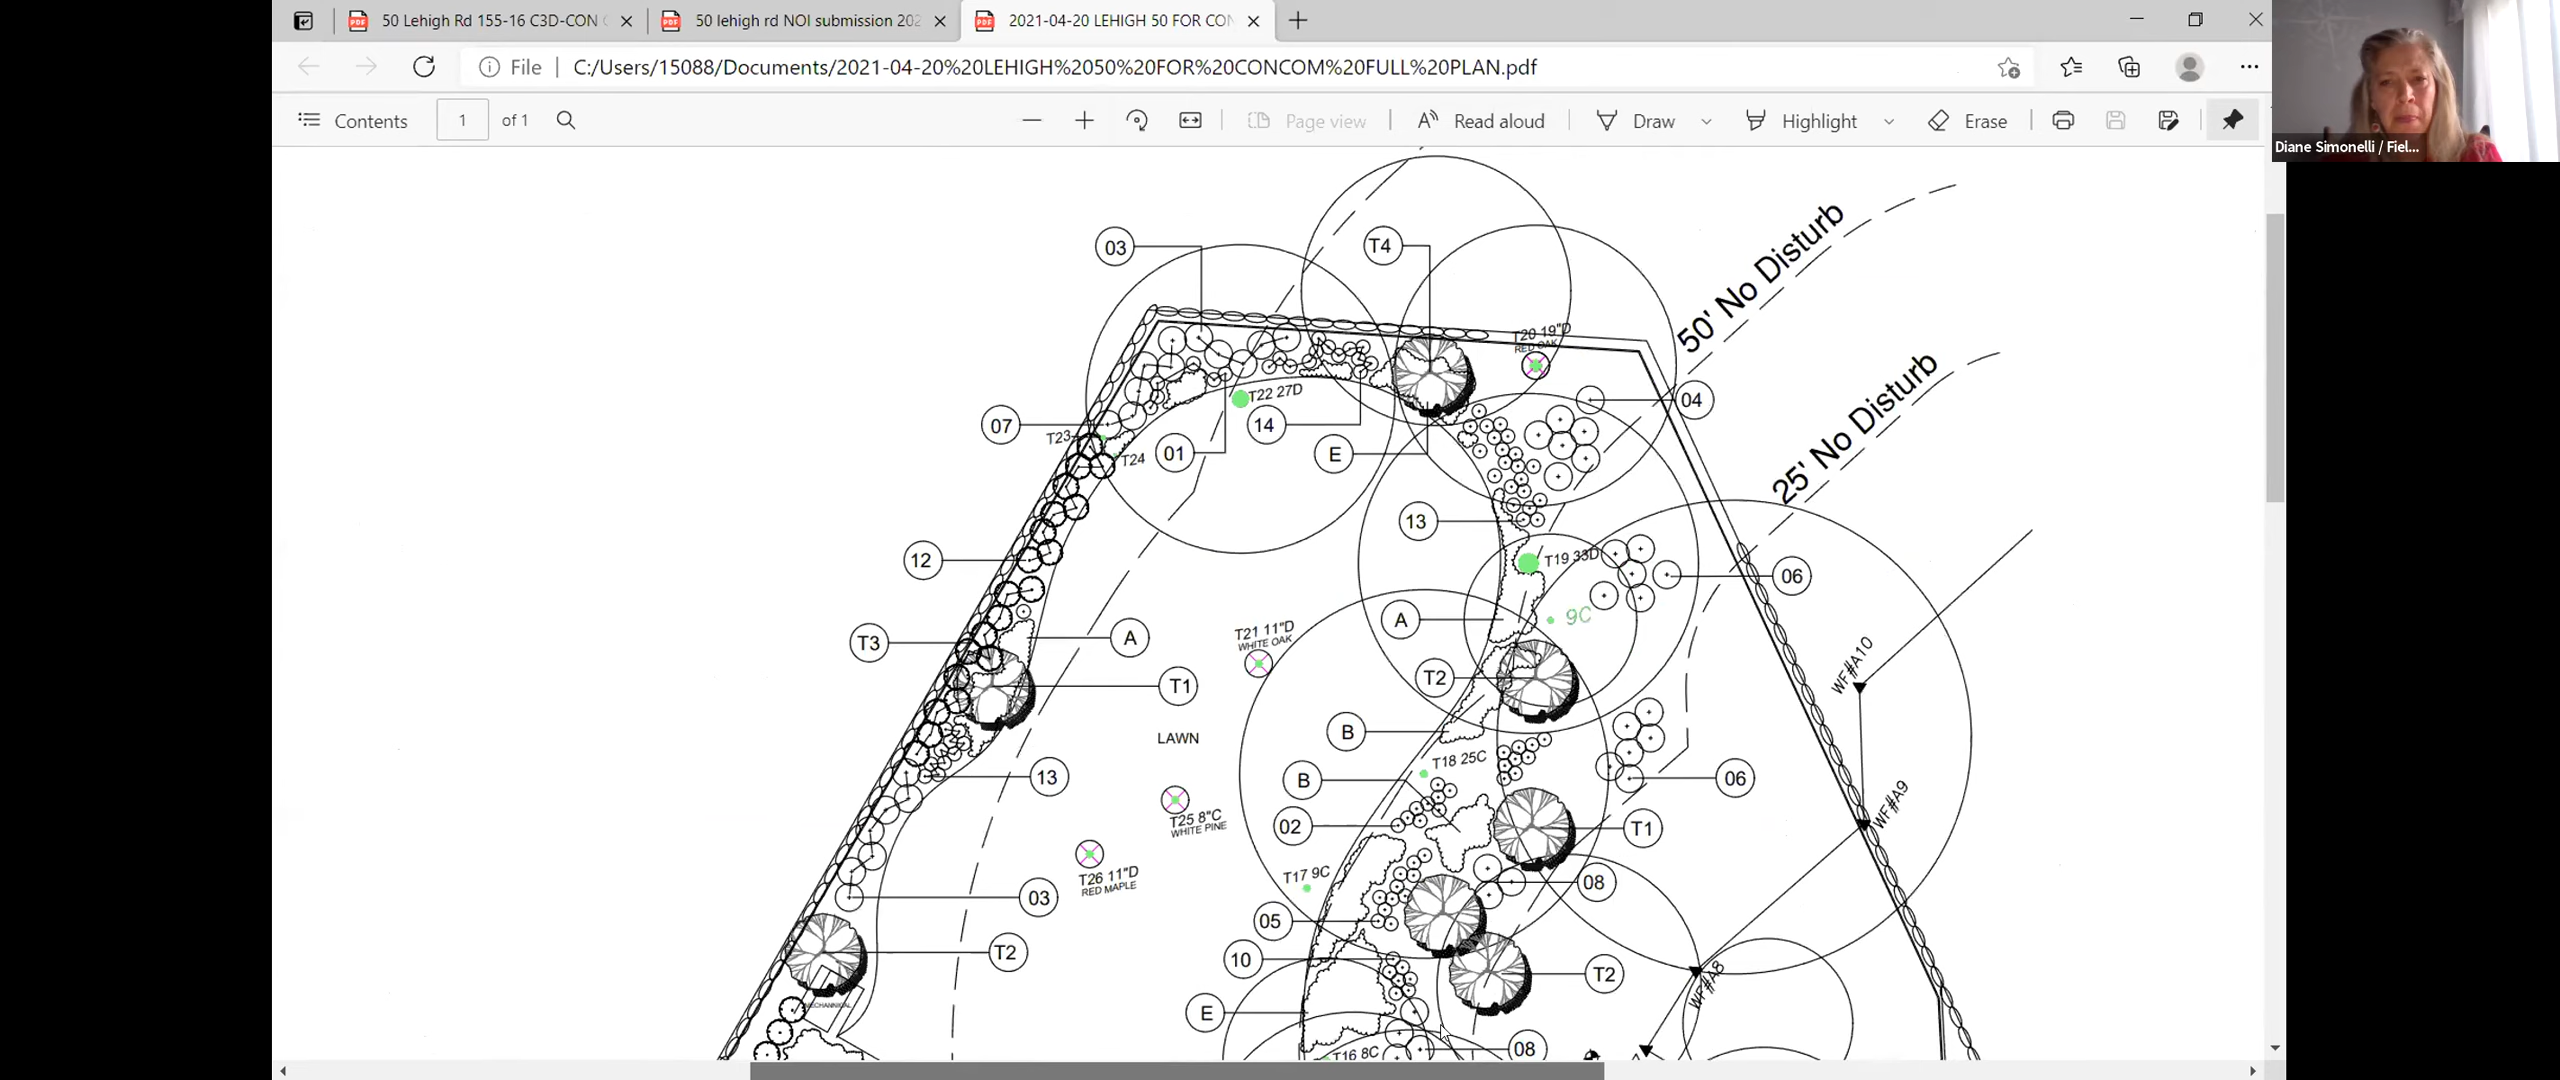 50 Lehigh Rd 155-16 C3D-CON
50 lehigh rd NOI submission 202
2021-04-20 LEHIGH 50 FOR CON
File
C:/Users/15088/Documents/2021-04-20%20LEHIGH%2050%20FOR%20CONCOM%20FULL%20PLAN.pdf
Contents
1
of 1
Page view
Read aloud
Draw
Highlight
Erase
Diane Simonelli / Fiel...
03
T4
50' No Disturb
T20 19"D
RED OAK
25' No Disturb
T22 27D
04
07
T23
14
01
T24
E
13
12
T19 33D
06
9C
A
T21 11"D
WHITE OAK
A
T3
T2
T1
WF#A10
B
LAWN
T18 25C
13
B
06
T25 8"C
WHITE PINE
WF#A9
02
T1
T26 11"D
RED MAPLE
T17 9C
08
03
05
T2
10
T2
WF#A8
MECHANNICAL
E
T16 8C
08